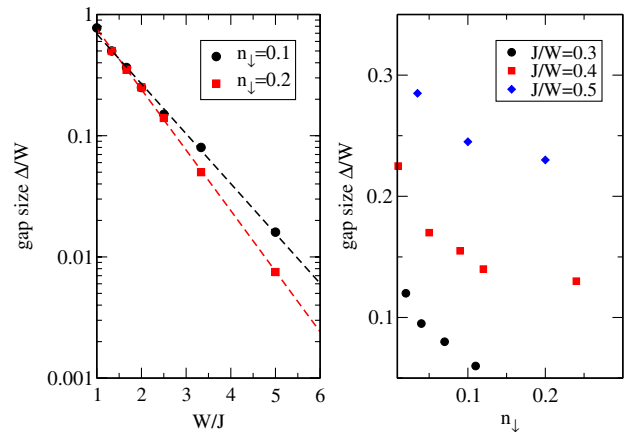 1
0.1
0.01
0.001
gap size Δ/W
1 2 3 4 5 6
W/J
n↓=0.1
n↓=0.2
0.3
0.2
0.1
gap size Δ/W
0.1 0.2
n↓
J/W=0.3
J/W=0.4
J/W=0.5